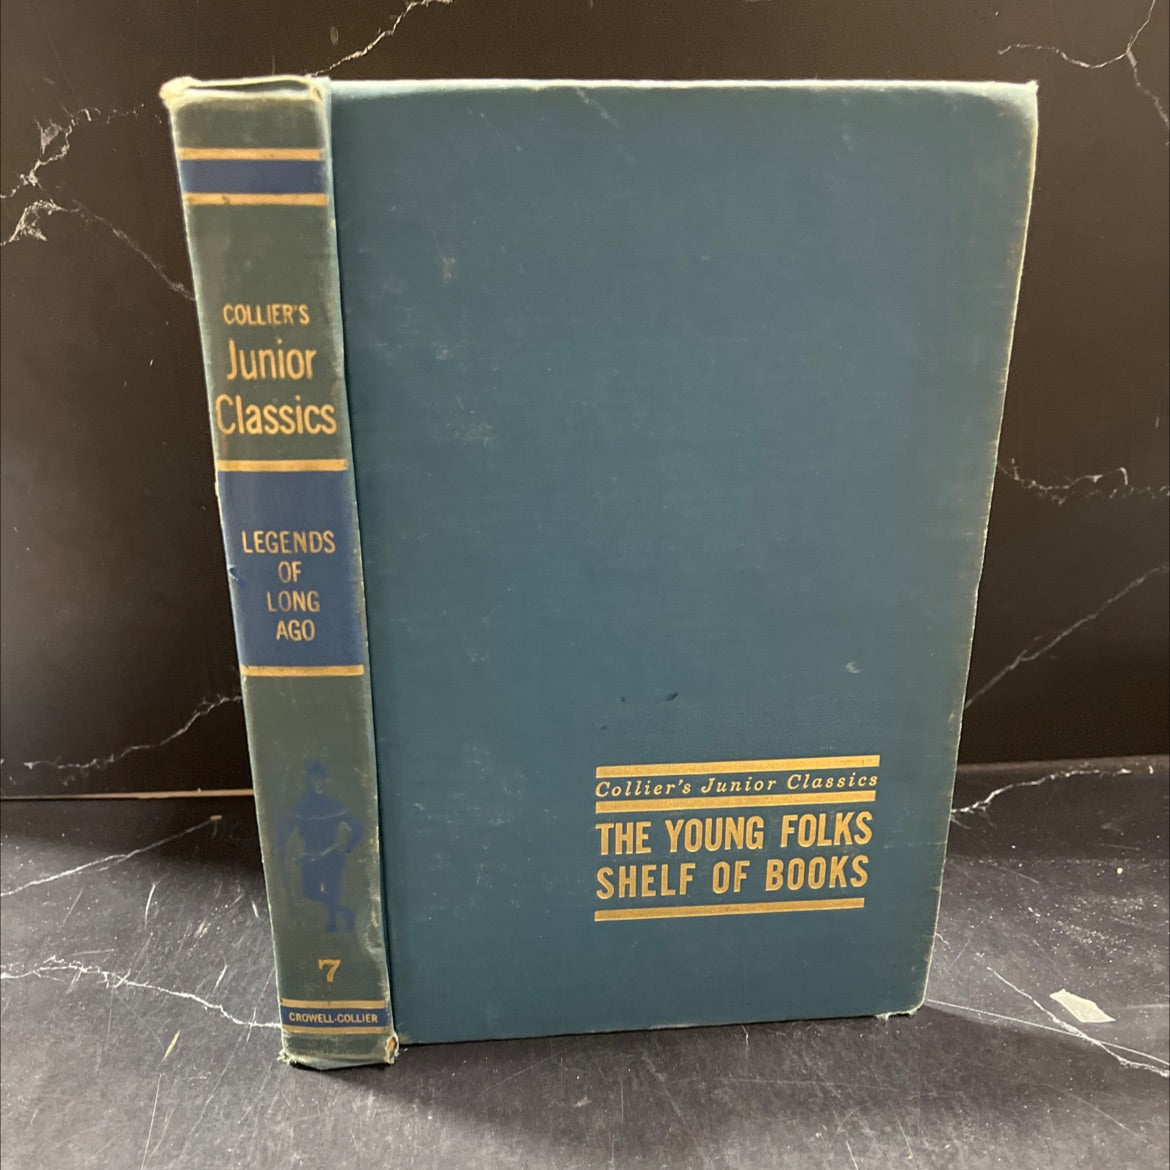 COLLIER'S
Junior
Classics
LEGENDS
OF
LONG
AGO
7
CROWELL-COLLIER
Collier's Junior Classics
THE YOUNG FOLKS
SHELF OF BOOKS